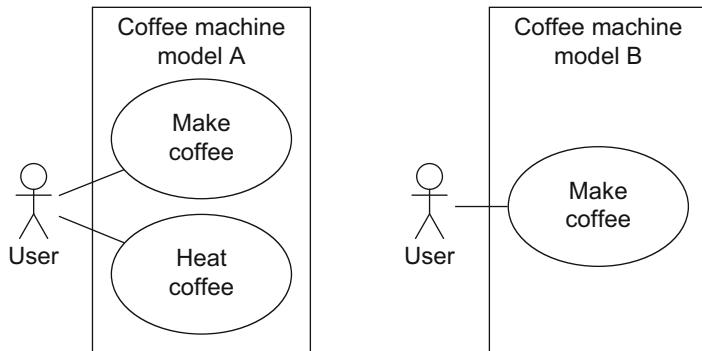 Coffee machine
model A
Make
coffee
Heat
coffee
User
Coffee machine
model B
Make
coffee
User